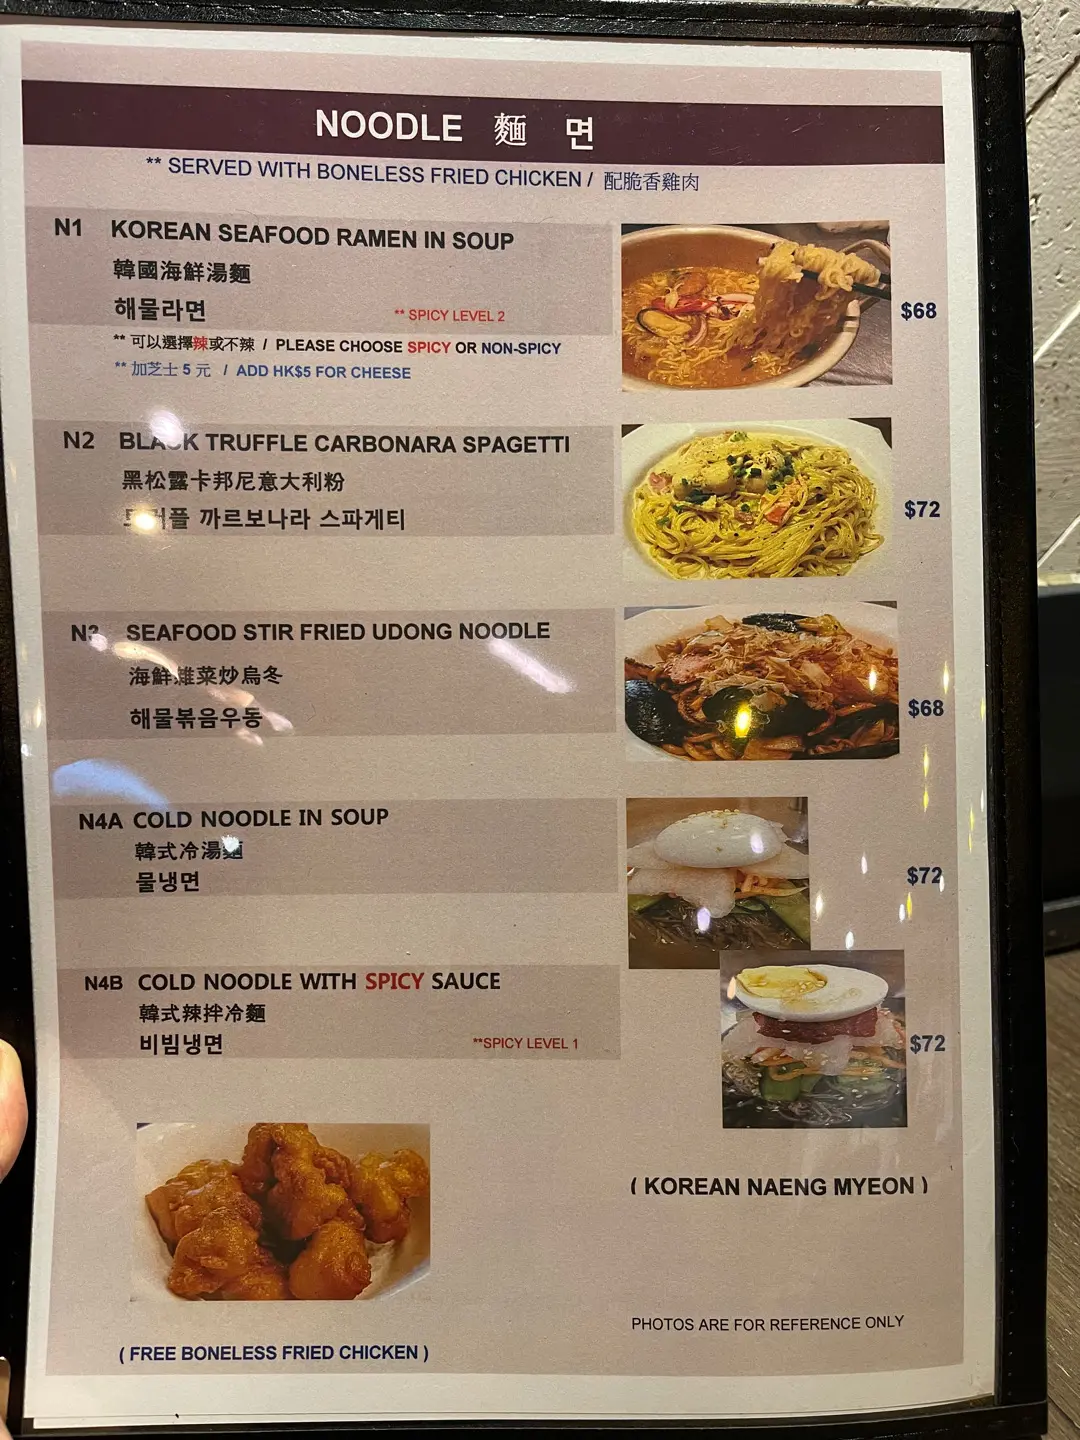 NOODLE 麵 면
** SERVED WITH BONELESS FRIED CHICKEN / 配脆香雞肉
N1 KOREAN SEAFOOD RAMEN IN SOUP
韓國海鮮湯麵
해물라면
** SPICY LEVEL 2
$68
** 可以選擇辣或不辣 / PLEASE CHOOSE SPICY OR NON-SPICY
** 加芝士 5 元 / ADD HK$5 FOR CHEESE
N2 BLACK TRUFFLE CARBONARA SPAGETTI
黑松露卡邦尼意大利粉
까르보나라 스파게티
$72
N3 SEAFOOD STIR FRIED UDONG NOODLE
海鮮雜菜炒烏冬
해물볶음우동
$68
N4A COLD NOODLE IN SOUP
韓式冷湯麵
물냉면
$72
N4B COLD NOODLE WITH SPICY SAUCE
韓式辣拌冷麵
비빔냉면
**SPICY LEVEL 1
$72
( KOREAN NAENG MYEON )
PHOTOS ARE FOR REFERENCE ONLY
( FREE BONELESS FRIED CHICKEN )